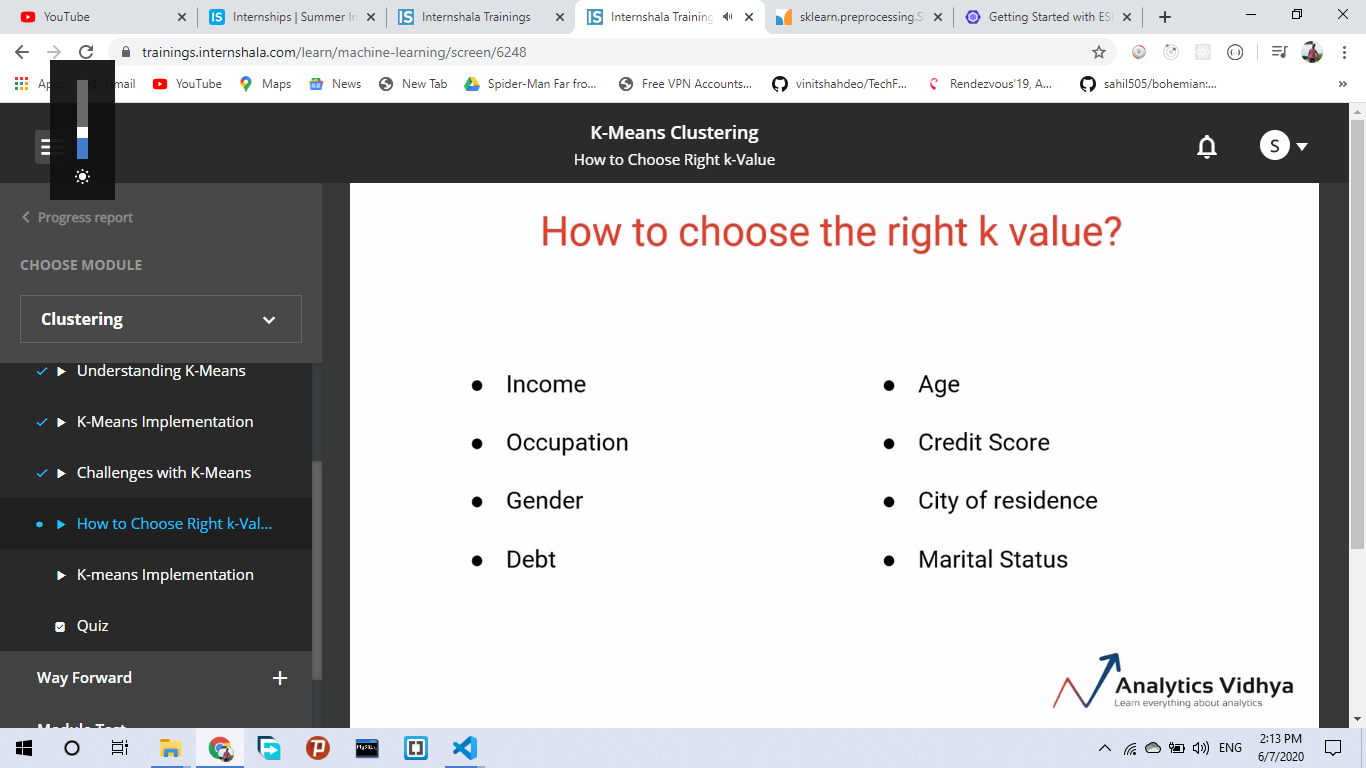 YouTube
Internships | Summer In
Internshala Trainings
Internshala Training
sklearn.preprocessing.S
Getting Started with ES
trainings.internshala.com/learn/machine-learning/screen/6248
YouTube
Maps
News
New Tab
Spider-Man Far fro...
Free VPN Accounts...
vinitshahdeo/TechF...
Rendezvous'19, A...
sahil505/bohemian:...
»
K-Means Clustering
How to Choose Right k-Value
S
Progress report
CHOOSE MODULE
Clustering
Understanding K-Means
K-Means Implementation
Challenges with K-Means
How to Choose Right k-Val...
K-means Implementation
Quiz
Way Forward
How to choose the right k value?
● Income
● Occupation
● Gender
● Debt
● Age
● Credit Score
● City of residence
● Marital Status
Analytics Vidhya
Learn everything about analytics
MySQL
ENG
2:13 PM
6/7/2020